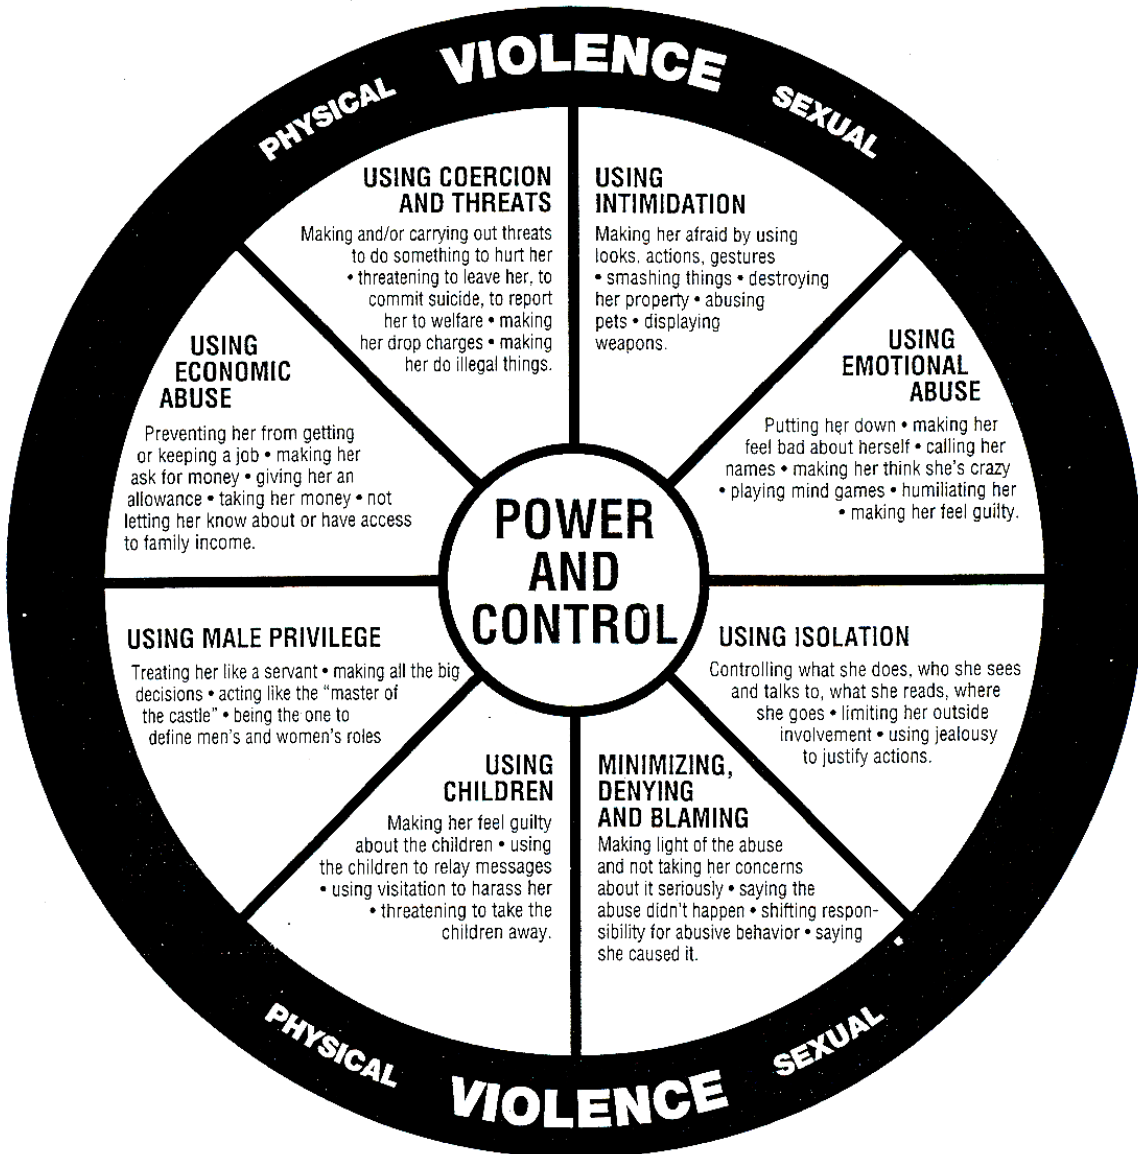 PHYSICAL VIOLENCE SEXUAL
USING COERCION
AND THREATS
Making and/or carrying out threats
to do something to hurt her
• threatening to leave her, to
commit suicide, to report
her to welfare • making
her drop charges • making
her do illegal things.
USING
INTIMIDATION
Making her afraid by using
looks, actions, gestures
• smashing things • destroying
her property • abusing
pets • displaying
weapons.
USING
EMOTIONAL
ABUSE
Putting her down • making her
feel bad about herself • calling her
names • making her think she's crazy
• playing mind games • humiliating her
• making her feel guilty.
USING ISOLATION
Controlling what she does, who she sees
and talks to, what she reads, where
she goes • limiting her outside
involvement • using jealousy
to justify actions.
MINIMIZING,
DENYING
AND BLAMING
Making light of the abuse
and not taking her concerns
about it seriously • saying the
abuse didn't happen • shifting respon-
sibility for abusive behavior • saying
she caused it.
USING
CHILDREN
Making her feel guilty
about the children • using
the children to relay messages
• using visitation to harass her
• threatening to take the
children away.
USING MALE PRIVILEGE
Treating her like a servant • making all the big
decisions • acting like the "master of
the castle" • being the one to
define men's and women's roles
USING
ECONOMIC
ABUSE
Preventing her from getting
or keeping a job • making her
ask for money • giving her an
allowance • taking her money • not
letting her know about or have access
to family income.
POWER
AND
CONTROL
PHYSICAL VIOLENCE SEXUAL